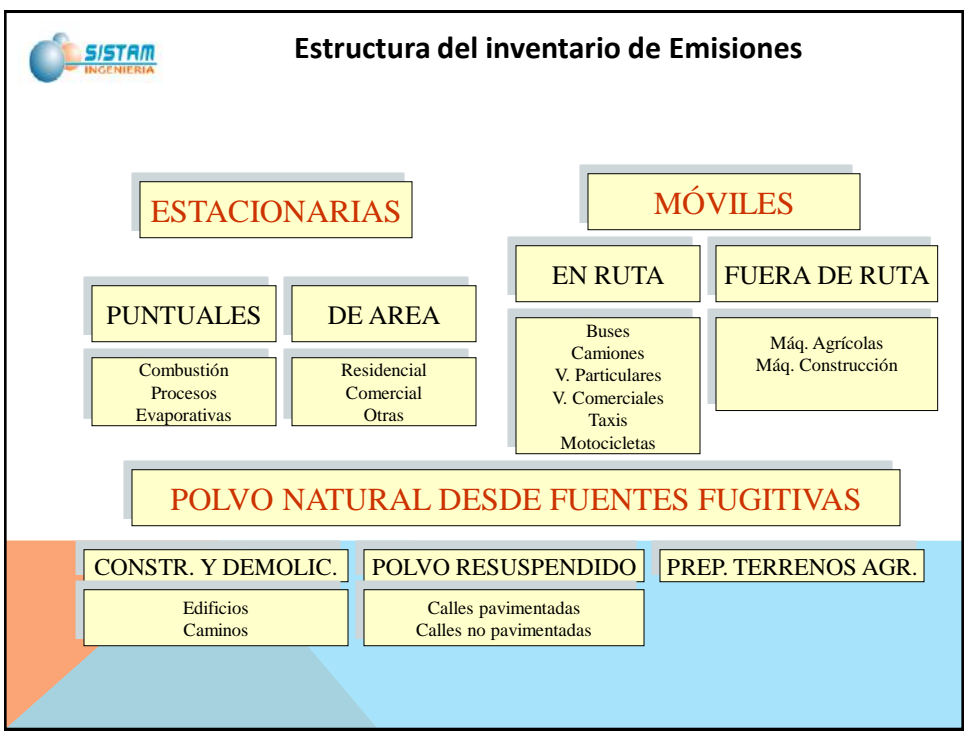 SISTAM
INGENIERIA
Estructura del inventario de Emisiones
ESTACIONARIAS
PUNTUALES
Combustión
Procesos
Evaporativas
DE AREA
Residencial
Comercial
Otras
MÓVILES
EN RUTA
Buses
Camiones
V. Particulares
V. Comerciales
Taxis
Motocicletas
FUERA DE RUTA
Máq. Agrícolas
Máq. Construcción
POLVO NATURAL DESDE FUENTES FUGITIVAS
CONSTR. Y DEMOLIC.
Edificios
Caminos
POLVO RESUSPENDIDO
Calles pavimentadas
Calles no pavimentadas
PREP. TERRENOS AGR.